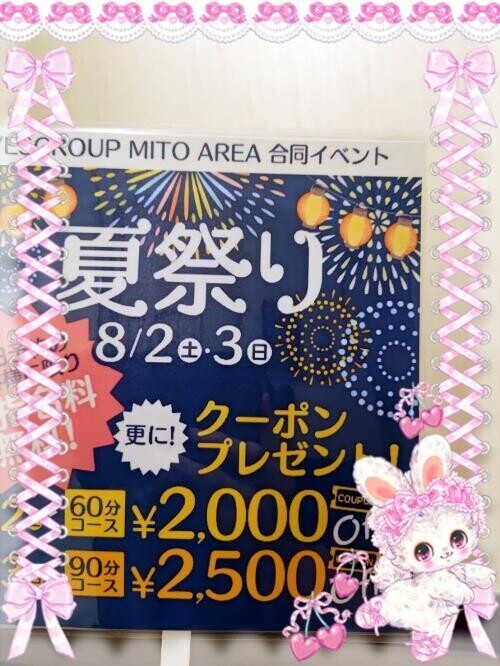 GROUP MITO AREA 合同イベント
夏祭り
8/2土・3日
更に!
クーポン
プレゼント!
60分
コース
¥2,000
COUPON
90分
コース
¥2,500